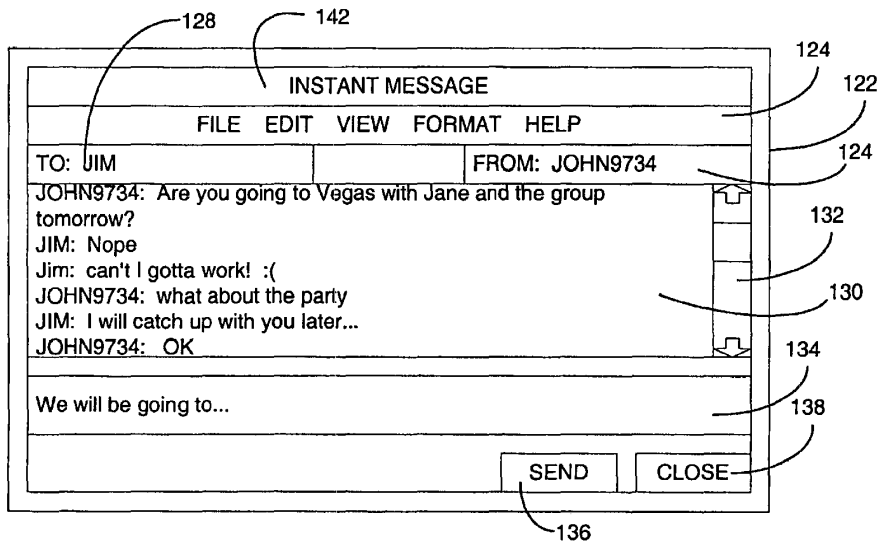 128
142
124
INSTANT MESSAGE
122
FILE EDIT VIEW FORMAT HELP
TO: JIM
FROM: JOHN9734
124
JOHN9734: Are you going to Vegas with Jane and the group
tomorrow?
132
JIM: Nope
Jim: can't I gotta work! :(
130
JOHN9734: what about the party
JIM: I will catch up with you later...
JOHN9734: OK
134
We will be going to...
138
SEND
CLOSE
136